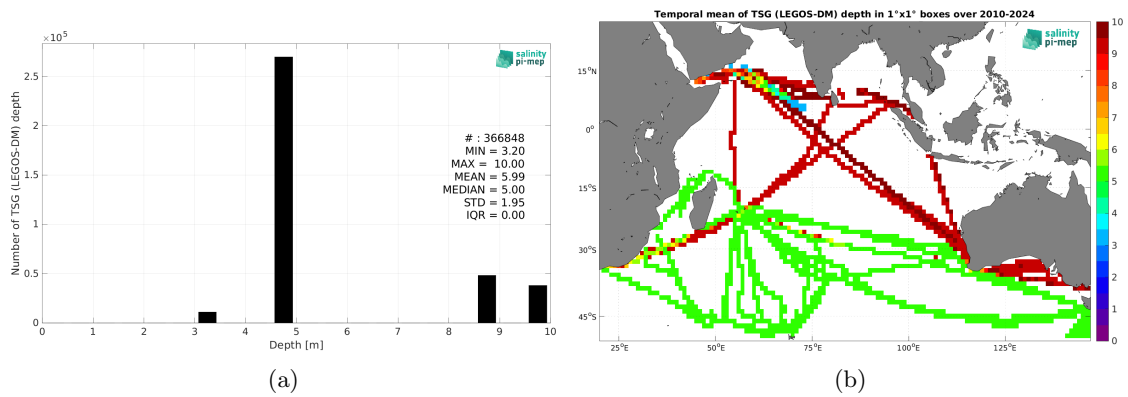 ×10⁵
salinity
pi-mep
2.5
2
1.5
1
0.5
0
0 1 2 3 4 5 6 7 8 9 10
Number of TSG (LEGOS-DM) depth
Depth [m]
# : 366848
MIN = 3.20
MAX = 10.00
MEAN = 5.99
MEDIAN = 5.00
STD = 1.95
IQR = 0.00
(a)
Temporal mean of TSG (LEGOS-DM) depth in 1°x1° boxes over 2010-2024
salinity
pi-mep
15°N
0°
15°S
30°S
45°S
25°E 50°E 75°E 100°E 125°E
10
9
8
7
6
5
4
3
2
1
0
(b)